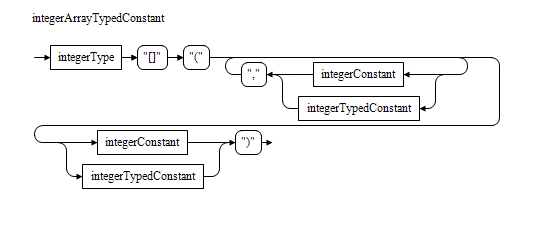 integerArrayTypedConstant
integerType "[]" "("
"," integerConstant
integerTypedConstant
integerConstant ")"
integerTypedConstant